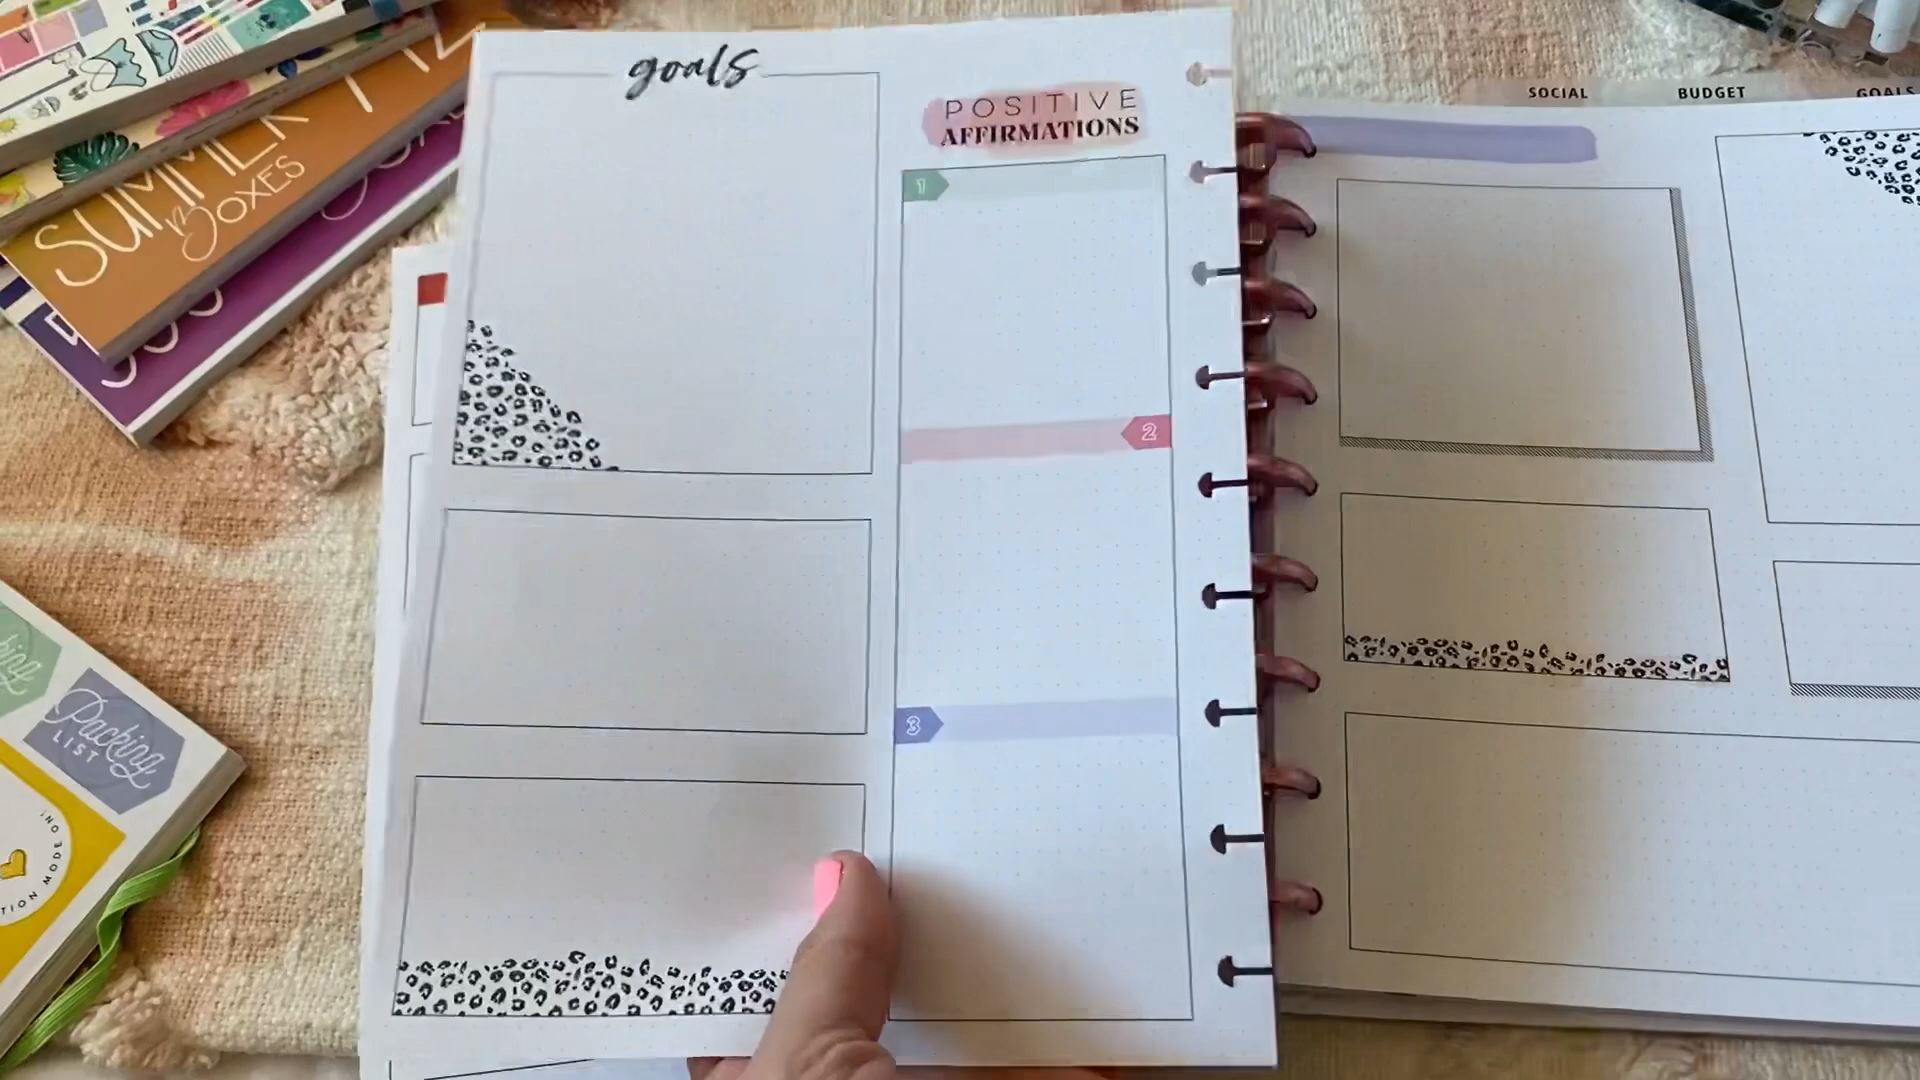 goals
POSITIVE
AFFIRMATIONS
1
2
3
SOCIAL
BUDGET
GOALS
SUMMER
BOXES
Packing
LIST